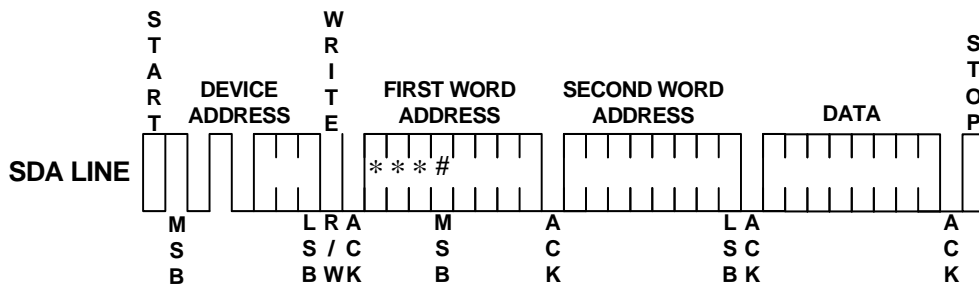 START
WRITE
STOP
DEVICE
ADDRESS
FIRST WORD
ADDRESS
SECOND WORD
ADDRESS
DATA
SDA LINE
* * * #
MSB
LSB
R/W
ACK
MSB
ACK
LSB
ACK
ACK